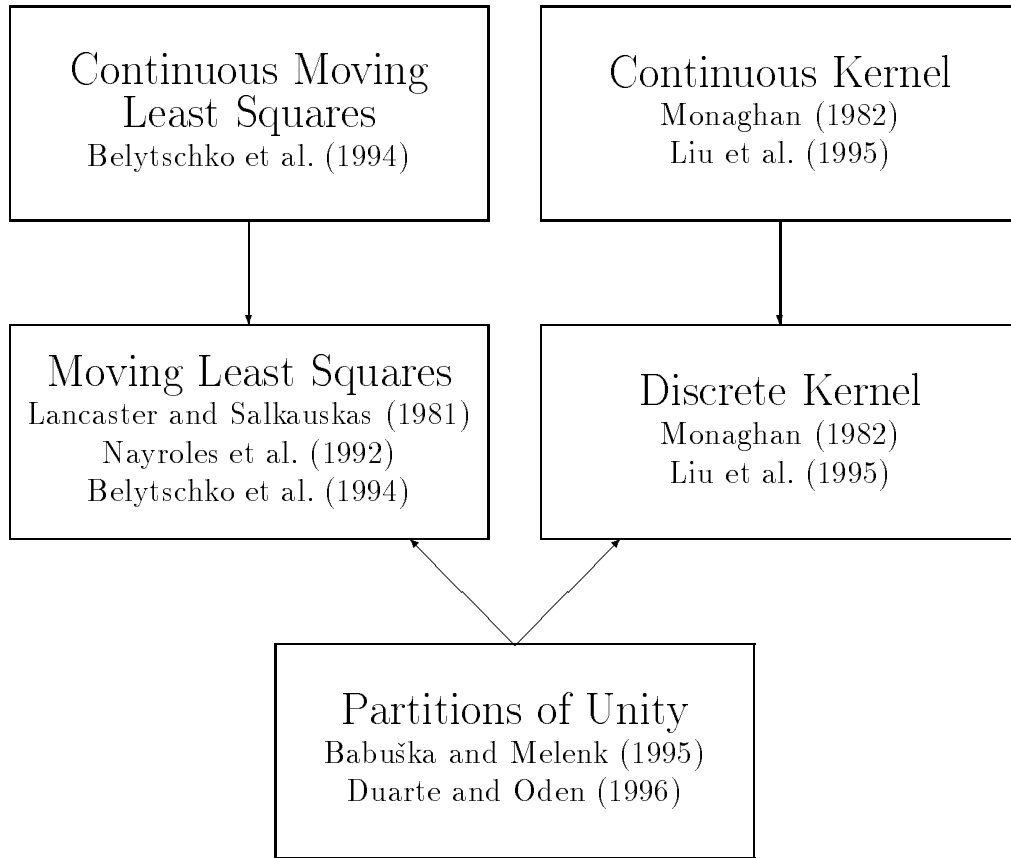 Continuous Moving
Least Squares
Belytschko et al. (1994)
Continuous Kernel
Monaghan (1982)
Liu et al. (1995)
Moving Least Squares
Lancaster and Salkauskas (1981)
Nayroles et al. (1992)
Belytschko et al. (1994)
Discrete Kernel
Monaghan (1982)
Liu et al. (1995)
Partitions of Unity
Babuška and Melenk (1995)
Duarte and Oden (1996)